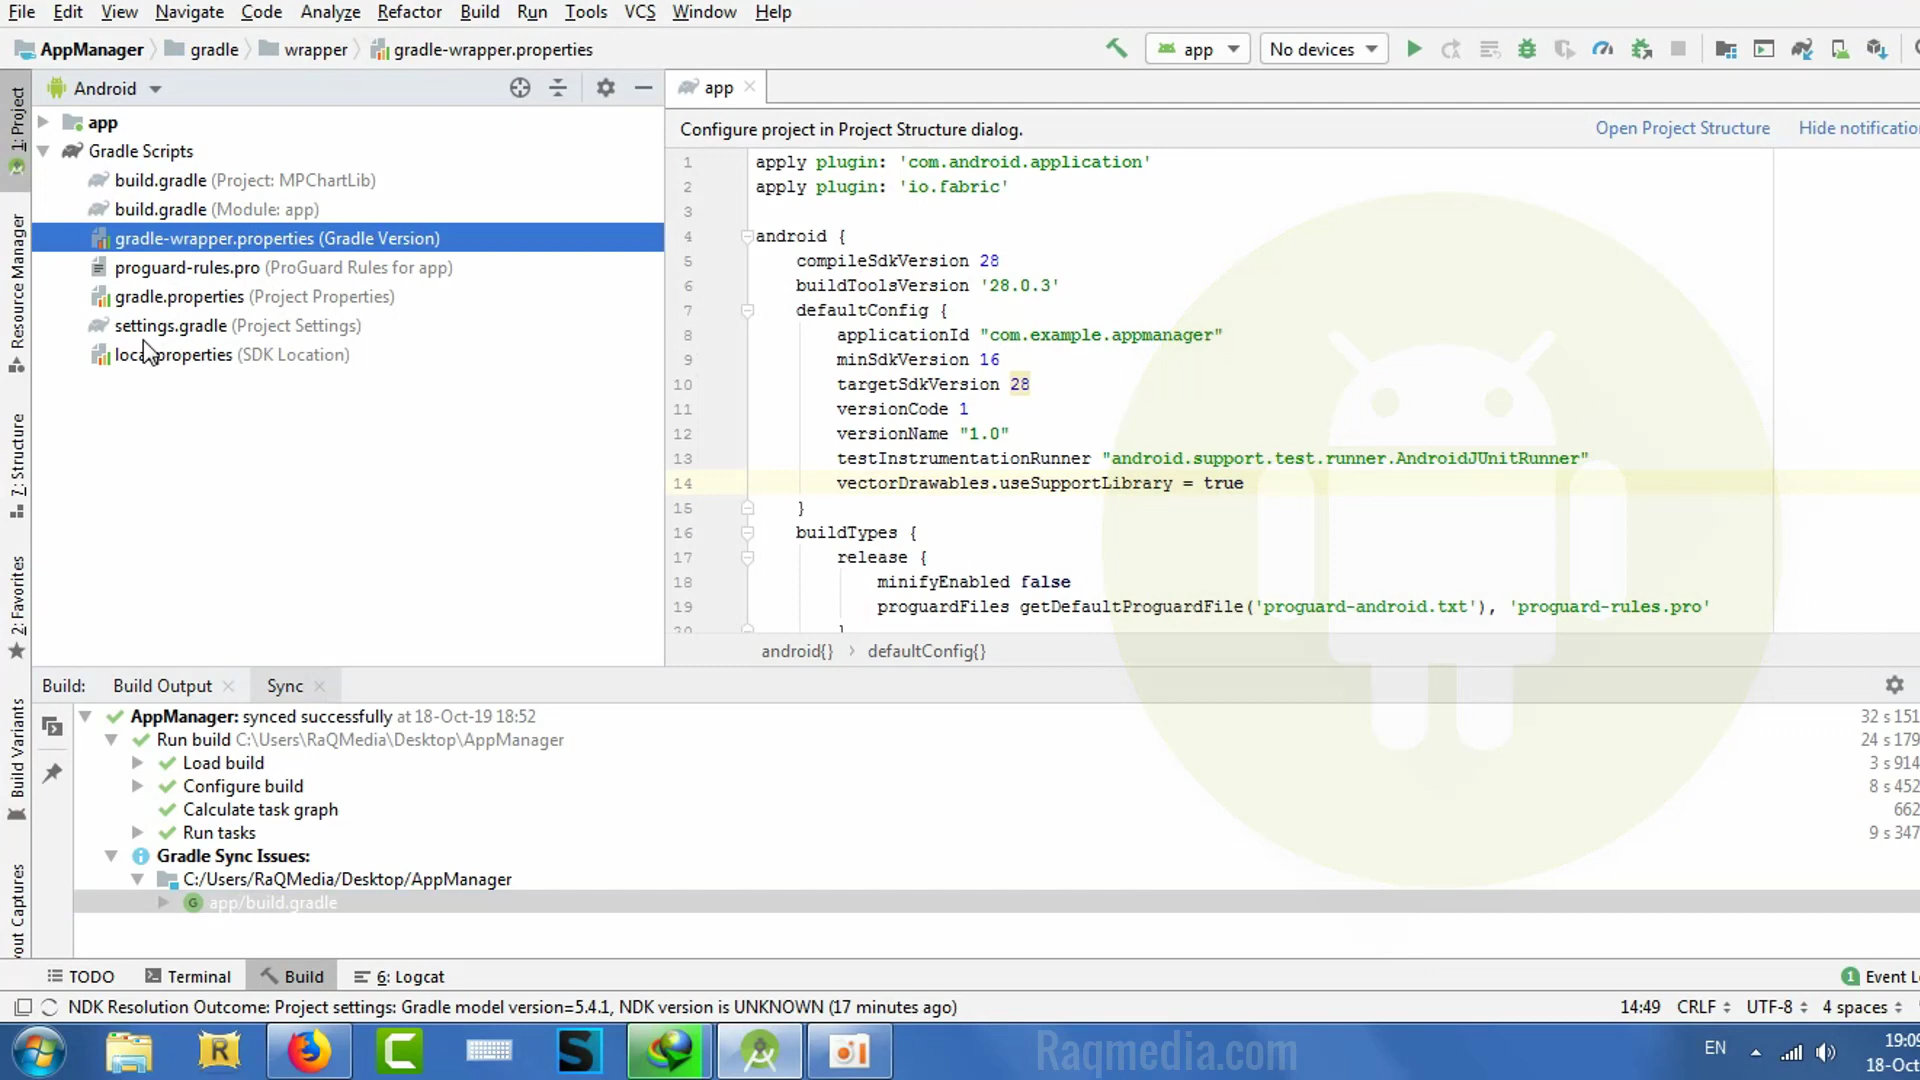 File Edit View Navigate Code Analyze Refactor Build Run Tools VCS Window Help
AppManager gradle wrapper gradle-wrapper.properties app No devices
1: Project
Resource Manager
7: Structure
2: Favorites
Build Variants
Android
app
Gradle Scripts
build.gradle (Project: MPChartLib)
build.gradle (Module: app)
gradle-wrapper.properties (Gradle Version)
proguard-rules.pro (ProGuard Rules for app)
gradle.properties (Project Properties)
settings.gradle (Project Settings)
(SDK Location)
app
Configure project in Project Structure dialog. Open Project Structure Hide notificatio
1 apply plugin: 'com.android.application'
2 apply plugin: 'io.fabric'
3
4 android {
5 compileSdkVersion 28
6 buildToolsVersion '28.0.3'
7 defaultConfig {
8 applicationId "com.example.appmanager"
9 minSdkVersion 16
10 targetSdkVersion 28
11 versionCode 1
12 versionName "1.0"
13 testInstrumentationRunner "android.support.test.runner.AndroidJUnitRunner"
14 vectorDrawables.useSupportLibrary = true
15 }
16 buildTypes {
17 release {
18 minifyEnabled false
19 proguardFiles getDefaultProguardFile('proguard-android.txt'), 'proguard-rules.pro'
android{} defaultConfig{}
Build: Build Output Sync
AppManager: synced successfully at 18-Oct-19 18:52 32 s 151
Run build C:\Users\RaQMedia\Desktop\AppManager 24 s 179
Load build 3 s 914
Configure build 8 s 452
Calculate task graph 662
Run tasks 9 s 347
Gradle Sync Issues:
C:/Users/RaQMedia/Desktop/AppManager
app/build.gradle
TODO Terminal Build 6: Logcat 1 Event L
NDK Resolution Outcome: Project settings: Gradle model version=5.4.1, NDK version is UNKNOWN (17 minutes ago) 14:49 CRLF UTF-8 4 spaces
Raqmedia.com
EN
19:09
18-Oct